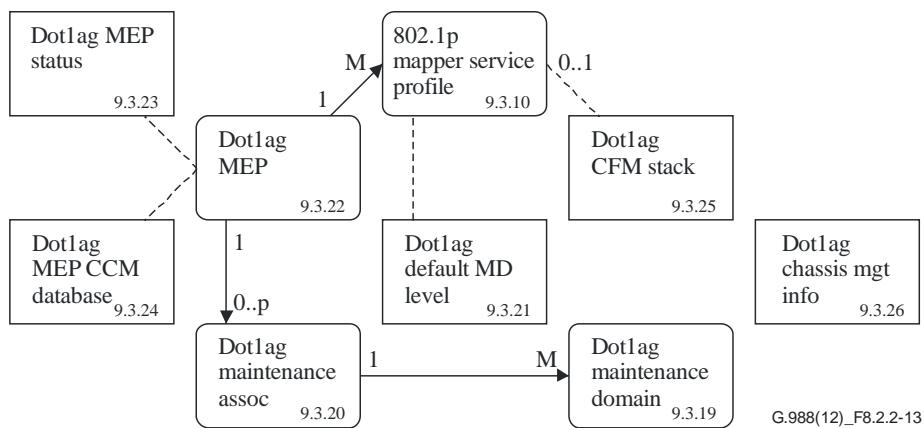 Dot1ag MEP
status
9.3.23
802.1p
mapper service
profile
9.3.10
M
1
0..1
Dot1ag
MEP
9.3.22
Dot1ag
CFM stack
9.3.25
1
0..p
Dot1ag
MEP CCM
database
9.3.24
Dot1ag
default MD
level
9.3.21
Dot1ag
chassis mgt
info
9.3.26
Dot1ag
maintenance
assoc
9.3.20
1
M
Dot1ag
maintenance
domain
9.3.19
G.988(12)_F8.2.2-13